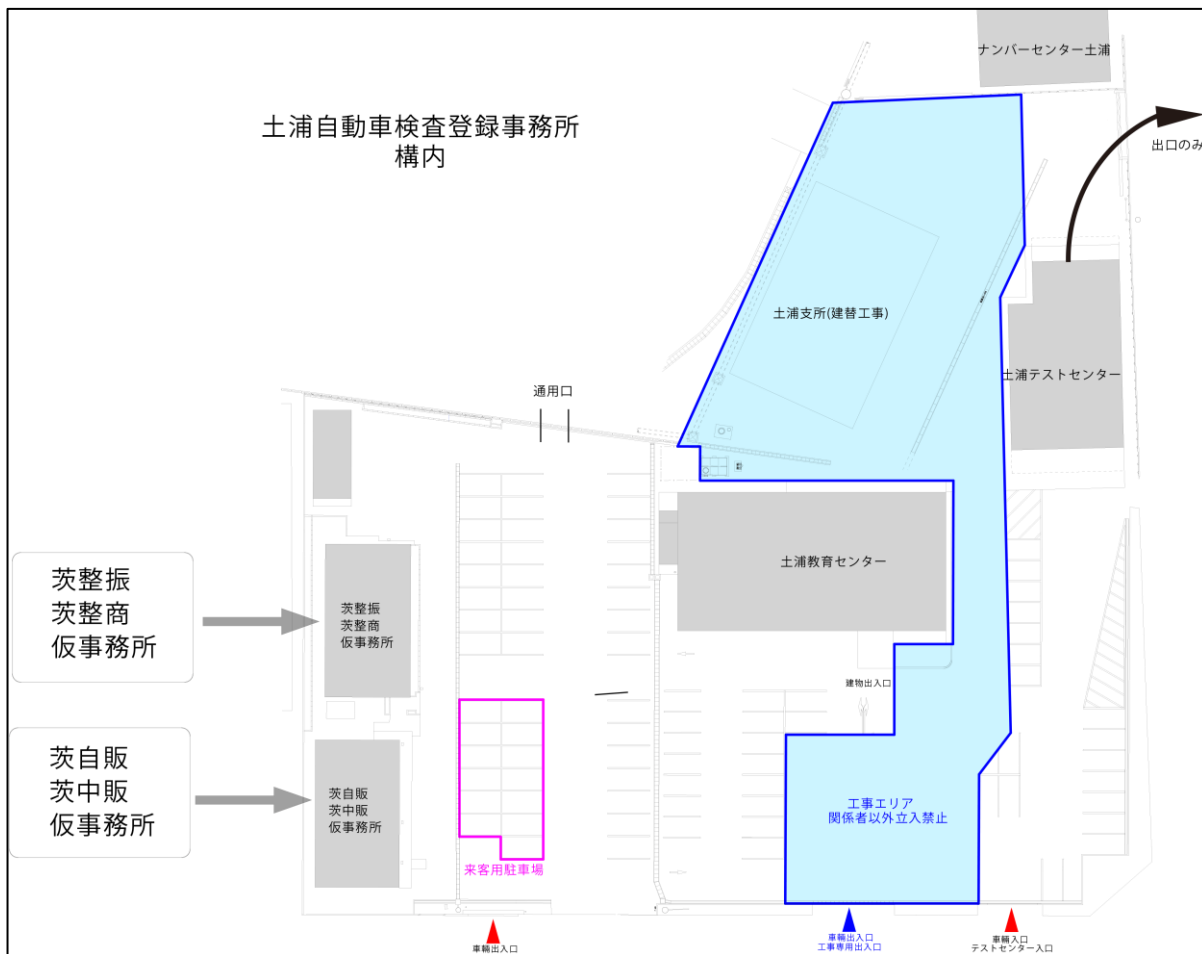 ナンバーセンター土浦
土浦自動車検査登録事務所
構内
出口のみ
土浦支所(建替工事)
土浦テストセンター
通用口
土浦教育センター
茨整振
茨整商
仮事務所
茨整振
茨整商
仮事務所
建物出入口
茨自販
茨中販
仮事務所
茨自販
茨中販
仮事務所
工事エリア
関係者以外立入禁止
来客用駐車場
車輛出入口
車輛出入口
工事専用出入口
車輛入口
テストセンター入口